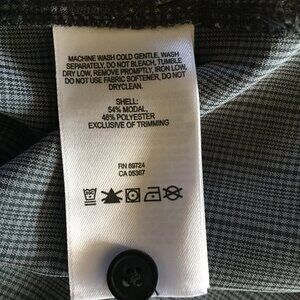 MACHINE WASH COLD GENTLE, WASH
SEPARATELY, DO NOT BLEACH, TUMBLE
DRY LOW, REMOVE PROMPTLY, IRON LOW,
DO NOT USE FABRIC SOFTENER, DO NOT
DRYCLEAN.
SHELL:
54% MODAL,
46% POLYESTER
EXCLUSIVE OF TRIMMING
RN 69724
CA 05367